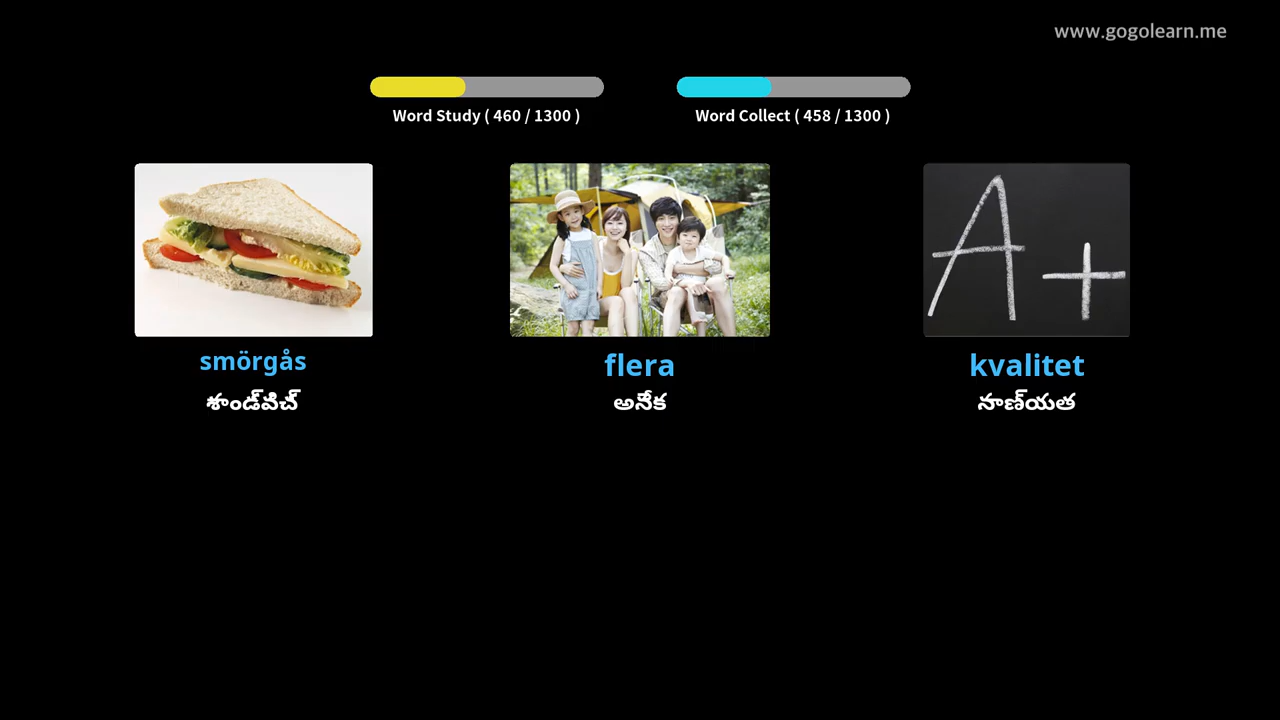 www.gogolearn.me
Word Study ( 460 / 1300 )
Word Collect ( 458 / 1300 )
A+
smörgås
flera
kvalitet
శాండ్‌విచ్
అనేక
నాణ్‌యత